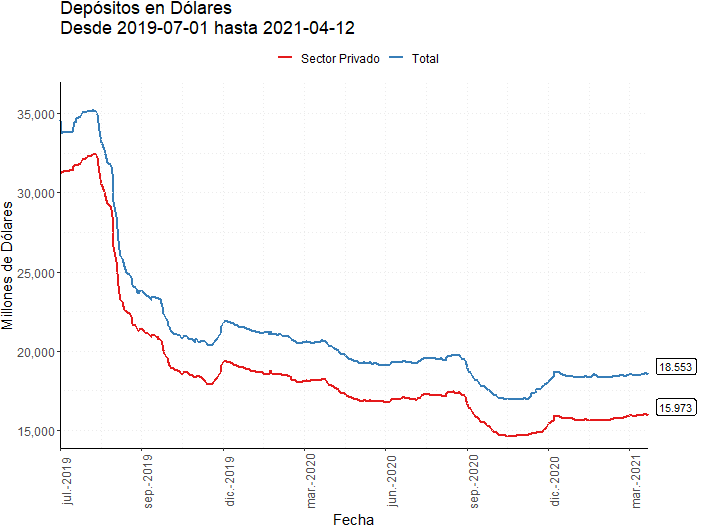 Depósitos en Dólares
Desde 2019-07-01 hasta 2021-04-12
Sector Privado Total
Millones de Dólares
35,000
30,000
25,000
20,000
15,000
18.553
15.973
jul.-2019 sep.-2019 dic.-2019 mar.-2020 jun.-2020 sep.-2020 dic.-2020 mar.-2021
Fecha